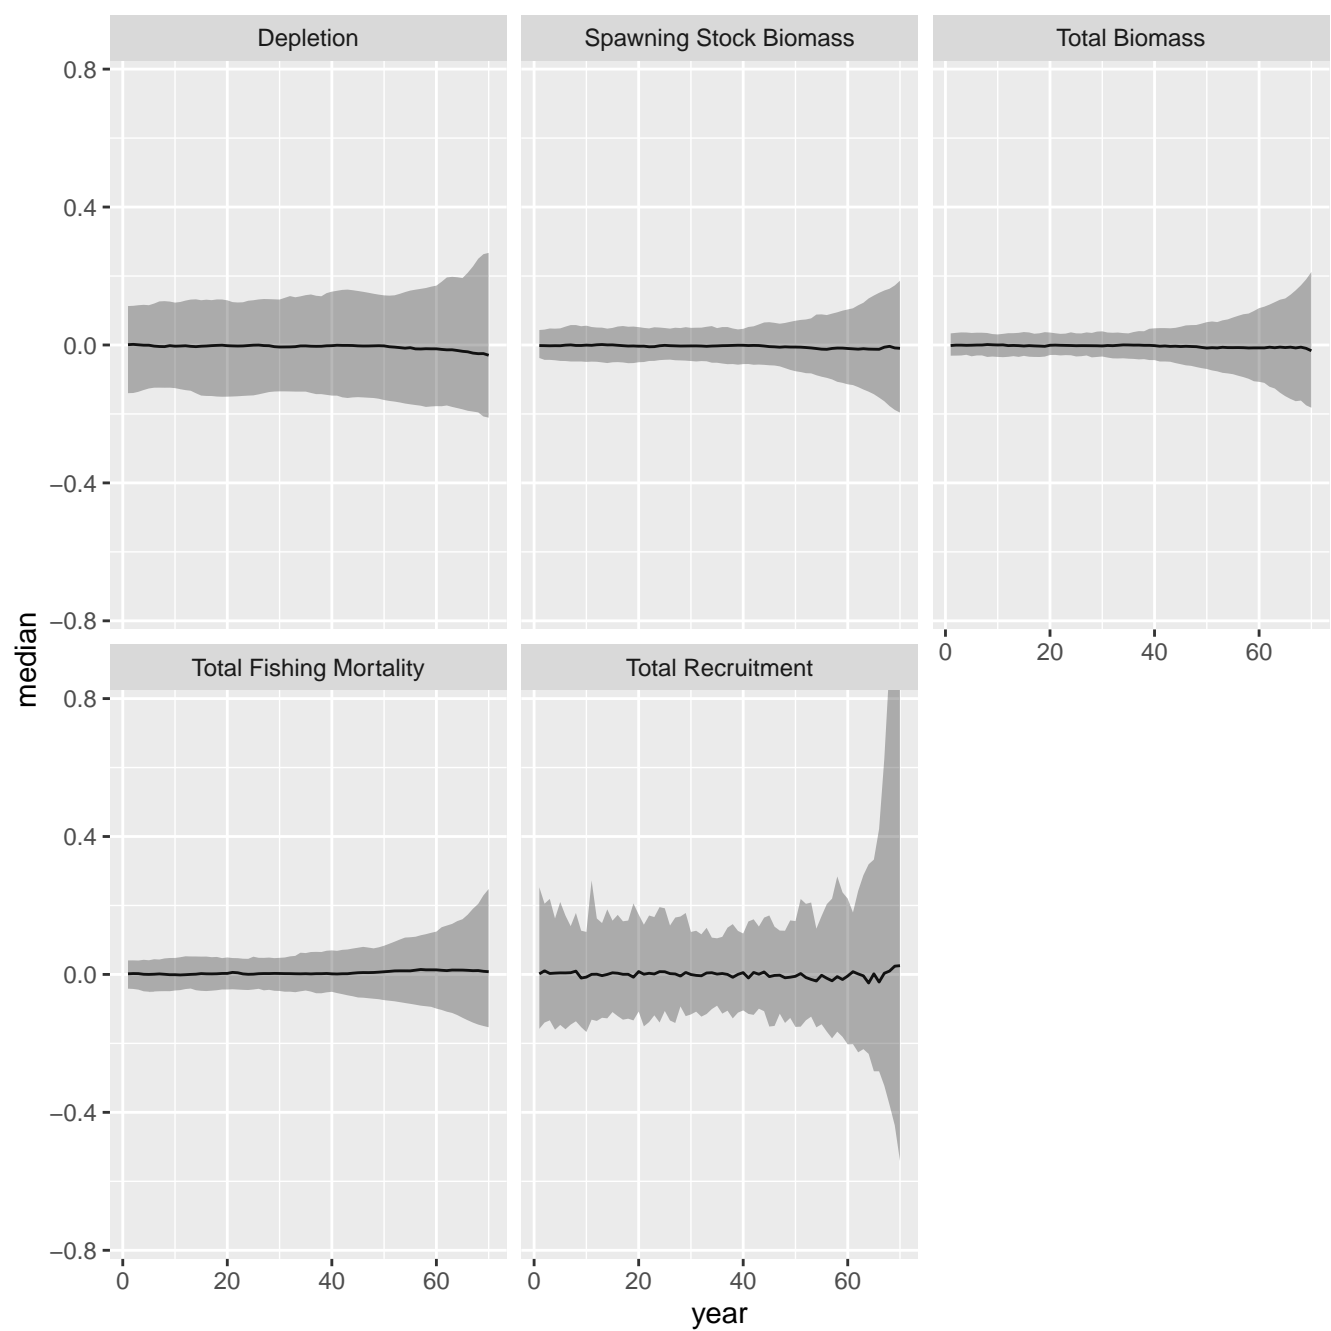 Depletion
Spawning Stock Biomass
Total Biomass
0.8
0.4
0.0
−0.4
−0.8
0 20 40 60
median
Total Fishing Mortality
Total Recruitment
0.8
0.4
0.0
−0.4
−0.8
0 20 40 60
0 20 40 60
year